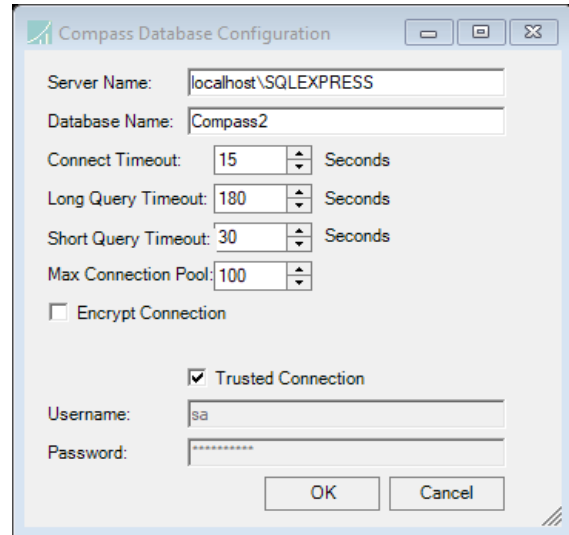 Compass Database Configuration
Server Name: localhost\SQLEXPRESS
Database Name: Compass2
Connect Timeout: 15 Seconds
Long Query Timeout: 180 Seconds
Short Query Timeout: 30 Seconds
Max Connection Pool: 100
Encrypt Connection
Trusted Connection
Username: sa
Password: **********
OK Cancel